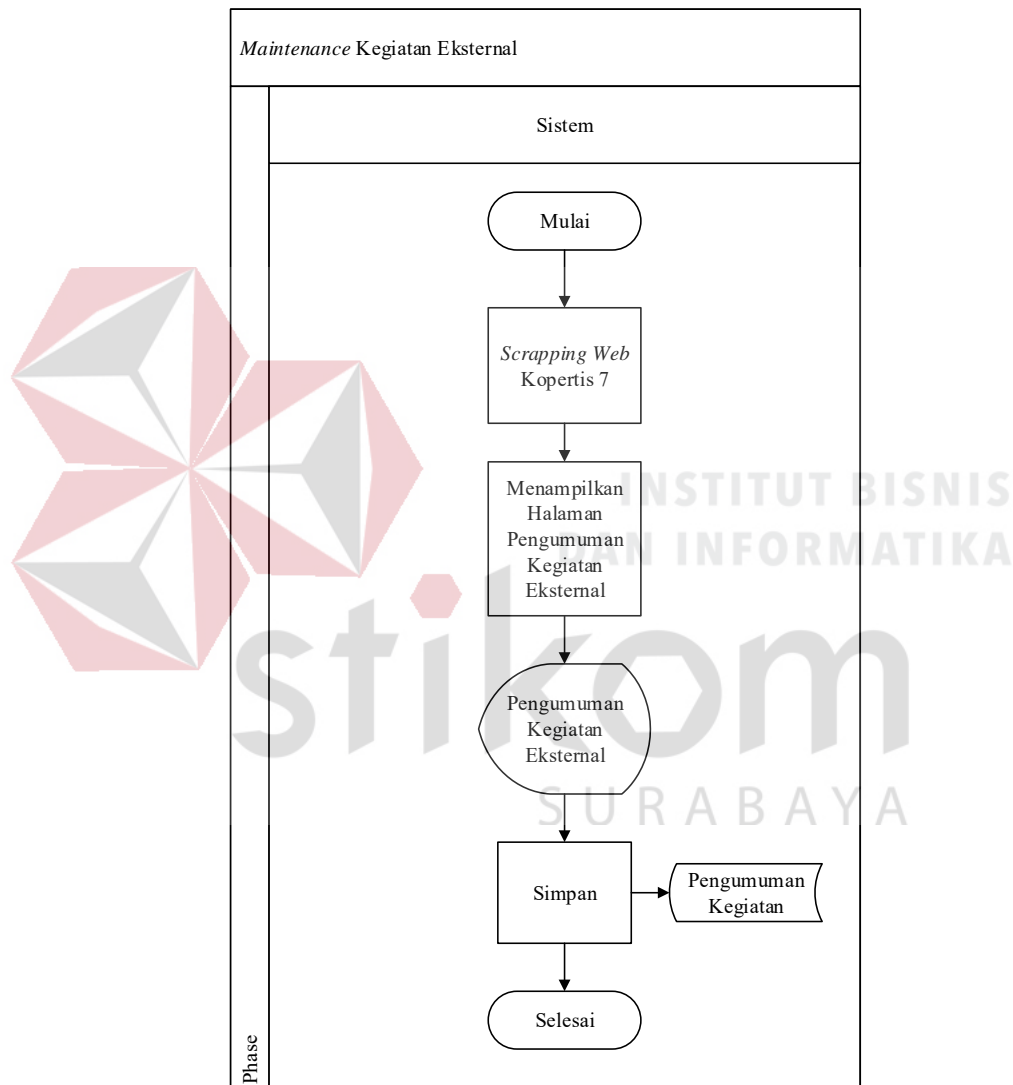 Maintenance Kegiatan Eksternal
Sistem
Mulai
Scrapping Web
Kopertis 7
Menampilkan
Halaman
Pengumuman
Kegiatan
Eksternal
Pengumuman
Kegiatan
Eksternal
Simpan
Pengumuman
Kegiatan
Selesai
Phase
INSTITUT BISNIS
DAN INFORMATIKA
stikom
SURABAYA